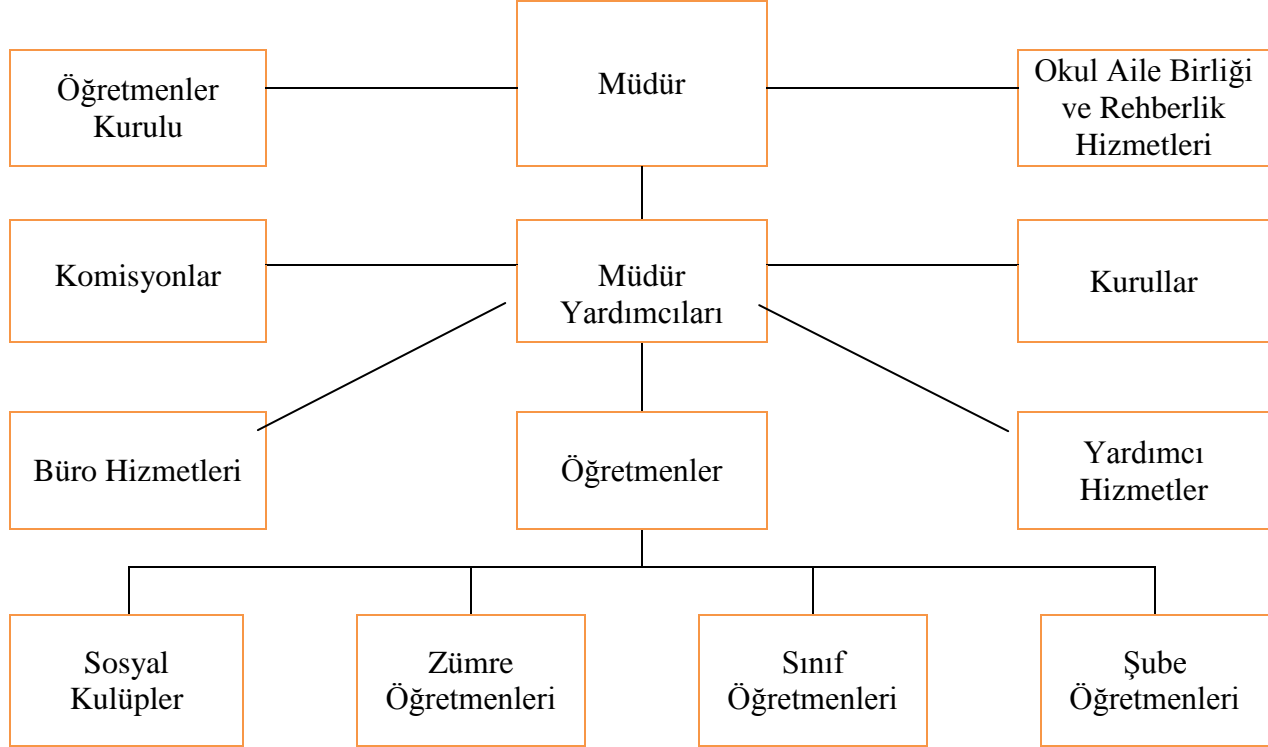 Öğretmenler
Kurulu
Müdür
Okul Aile Birliği
ve Rehberlik
Hizmetleri
Komisyonlar
Müdür
Yardımcıları
Kurullar
Büro Hizmetleri
Öğretmenler
Yardımcı
Hizmetler
Sosyal
Kulüpler
Zümre
Öğretmenleri
Sınıf
Öğretmenleri
Şube
Öğretmenleri